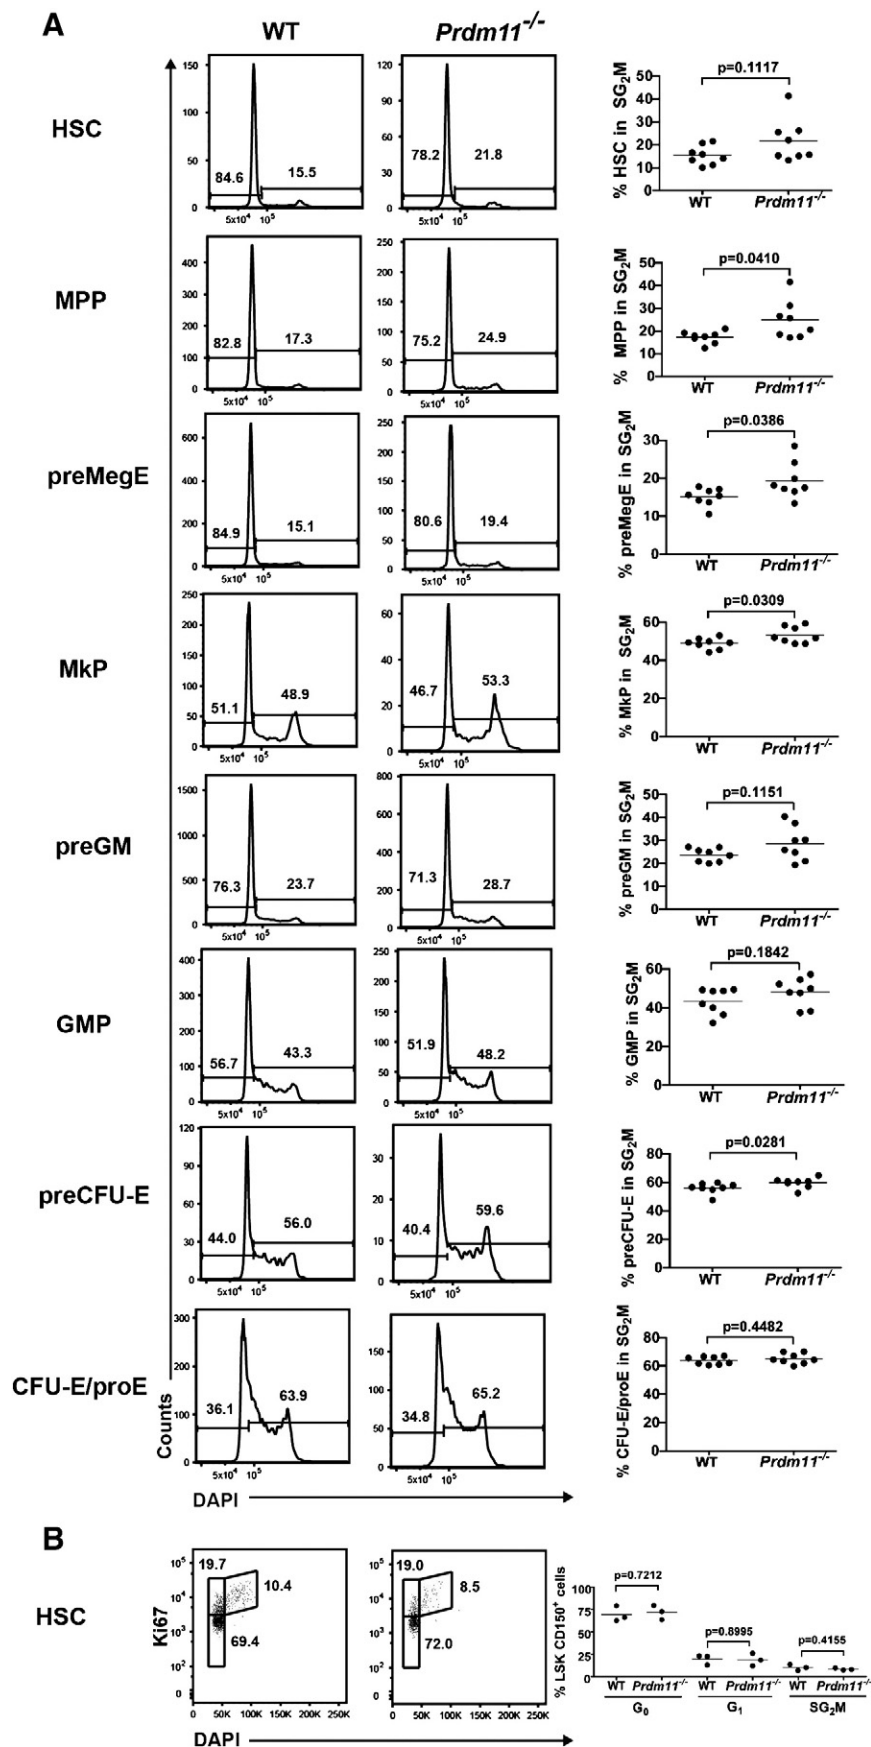 A
WT Prdm11-/-
HSC
150
100
50
0
84.6 15.5
5x10⁴ 10⁵
120
90
60
30
0
78.2 21.8
5x10⁴ 10⁵
% HSC in SG₂M
50
40
30
20
10
0
p=0.1117
WT Prdm11-/-
MPP
400
300
200
100
0
82.8 17.3
5x10⁴ 10⁵
250
200
150
100
50
0
75.2 24.9
5x10⁴ 10⁵
% MPP in SG₂M
50
40
30
20
10
0
p=0.0410
WT Prdm11-/-
preMegE
600
400
200
0
84.9 15.1
5x10⁴ 10⁵
250
200
150
100
50
0
80.6 19.4
5x10⁴ 10⁵
% preMegE in SG₂M
30
20
10
0
p=0.0386
WT Prdm11-/-
MkP
250
200
150
100
50
0
51.1 48.9
5x10⁴ 10⁵
60
40
20
0
46.7 53.3
5x10⁴ 10⁵
% MkP in SG₂M
60
40
20
0
p=0.0309
WT Prdm11-/-
preGM
1500
1000
500
0
76.3 23.7
5x10⁴ 10⁵
800
600
400
200
0
71.3 28.7
5x10⁴ 10⁵
% preGM in SG₂M
50
40
30
20
10
0
p=0.1151
WT Prdm11-/-
GMP
400
300
200
100
0
56.7 43.3
5x10⁴ 10⁵
250
200
150
100
50
0
51.9 48.2
5x10⁴ 10⁵
% GMP in SG₂M
60
40
20
0
p=0.1842
WT Prdm11-/-
preCFU-E
120
90
60
30
0
44.0 56.0
5x10⁴ 10⁵
30
20
10
0
40.4 59.6
5x10⁴ 10⁵
% preCFU-E in SG₂M
80
60
40
20
0
p=0.0281
WT Prdm11-/-
CFU-E/proE
300
200
100
0
36.1 63.9
5x10⁴ 10⁵
150
100
50
0
34.8 65.2
5x10⁴ 10⁵
% CFU-E/proE in SG₂M
80
60
40
20
0
p=0.4482
WT Prdm11-/-
Counts
DAPI
B
HSC
Ki67
10⁵
10⁴
10³
10²
0
19.7
10.4
69.4
0 50K 100K 150K 200K 250K
10⁵
10⁴
10³
10²
0
19.0
8.5
72.0
0 50K 100K 150K 200K 250K
DAPI
% LSK CD150⁺ cells
100
75
50
25
0
p=0.7212
p=0.8995
p=0.4155
WT Prdm11-/- WT Prdm11-/- WT Prdm11-/-
G₀ G₁ SG₂M